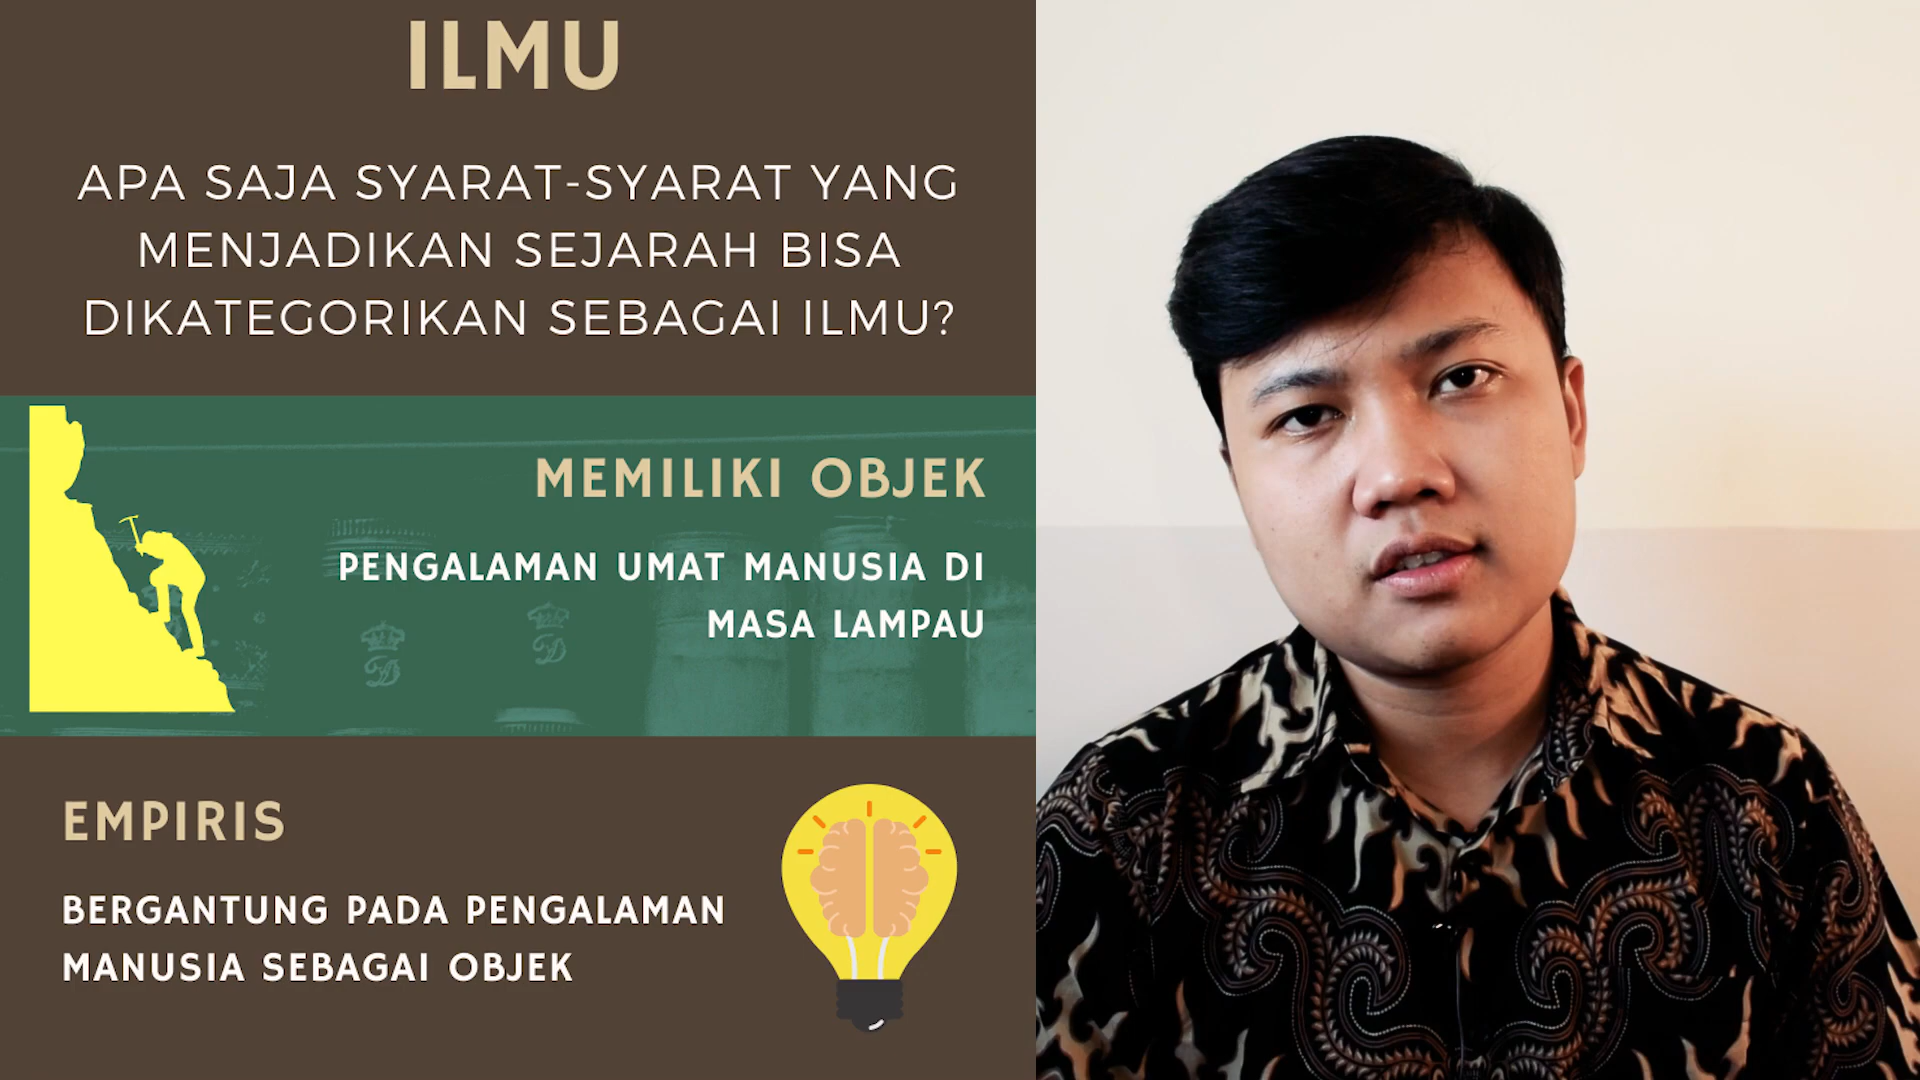 ILMU
APA SAJA SYARAT-SYARAT YANG
MENJADIKAN SEJARAH BISA
DIKATEGORIKAN SEBAGAI ILMU?
MEMILIKI OBJEK
PENGALAMAN UMAT MANUSIA DI
MASA LAMPAU
EMPIRIS
BERGANTUNG PADA PENGALAMAN
MANUSIA SEBAGAI OBJEK